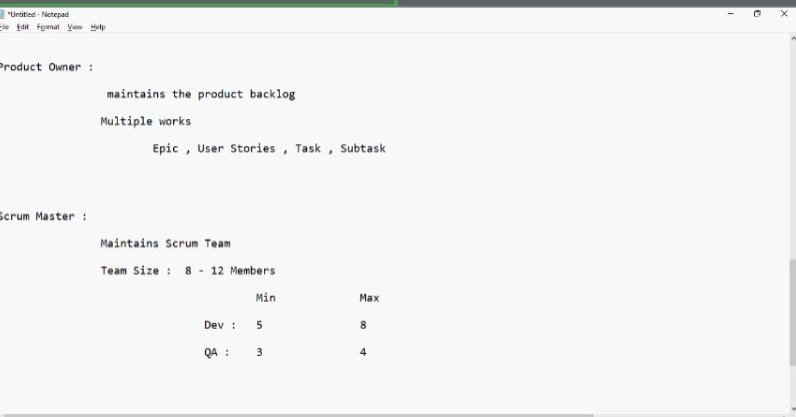 *Untitled - Notepad
File Edit Format View Help
Product Owner :
maintains the product backlog
Multiple works
Epic , User Stories , Task , Subtask
Scrum Master :
Maintains Scrum Team
Team Size : 8 - 12 Members
Min Max
Dev : 5 8
QA : 3 4